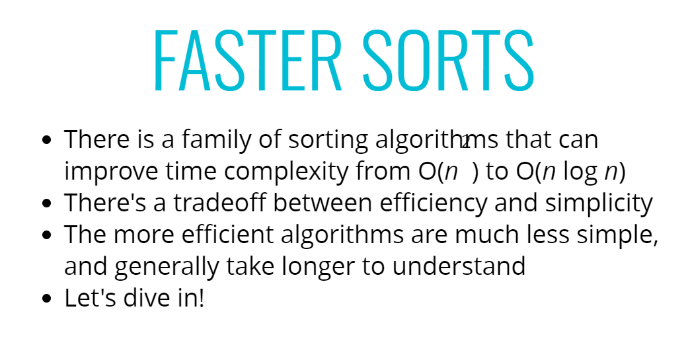 FASTER SORTS
• There is a family of sorting algorithms that can
improve time complexity from O(n²) to O(n log n)
• There's a tradeoff between efficiency and simplicity
• The more efficient algorithms are much less simple,
and generally take longer to understand
• Let's dive in!